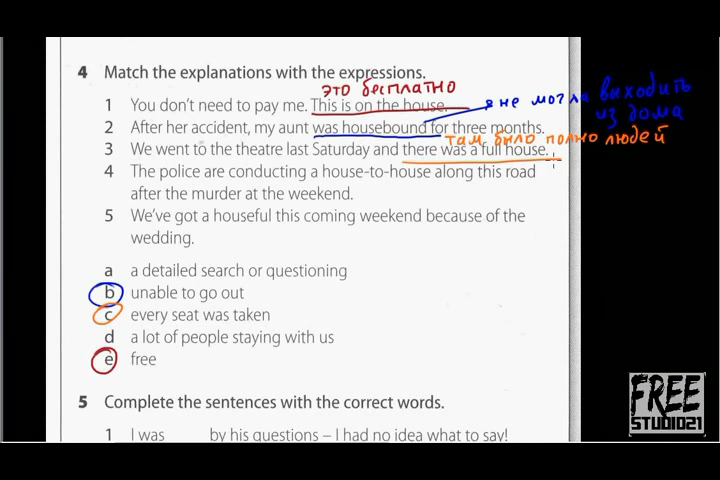 4 Match the explanations with the expressions.
это бесплатно
1 You don't need to pay me. This is on the house.
я не могла выходить
из дома
2 After her accident, my aunt was housebound for three months.
там было полно людей
3 We went to the theatre last Saturday and there was a full house.
4 The police are conducting a house-to-house along this road
after the murder at the weekend.
5 We've got a houseful this coming weekend because of the
wedding.
a a detailed search or questioning
b unable to go out
c every seat was taken
d a lot of people staying with us
e free
5 Complete the sentences with the correct words.
1 I was ____ by his questions – I had no idea what to say!
FREE
STUDIO21